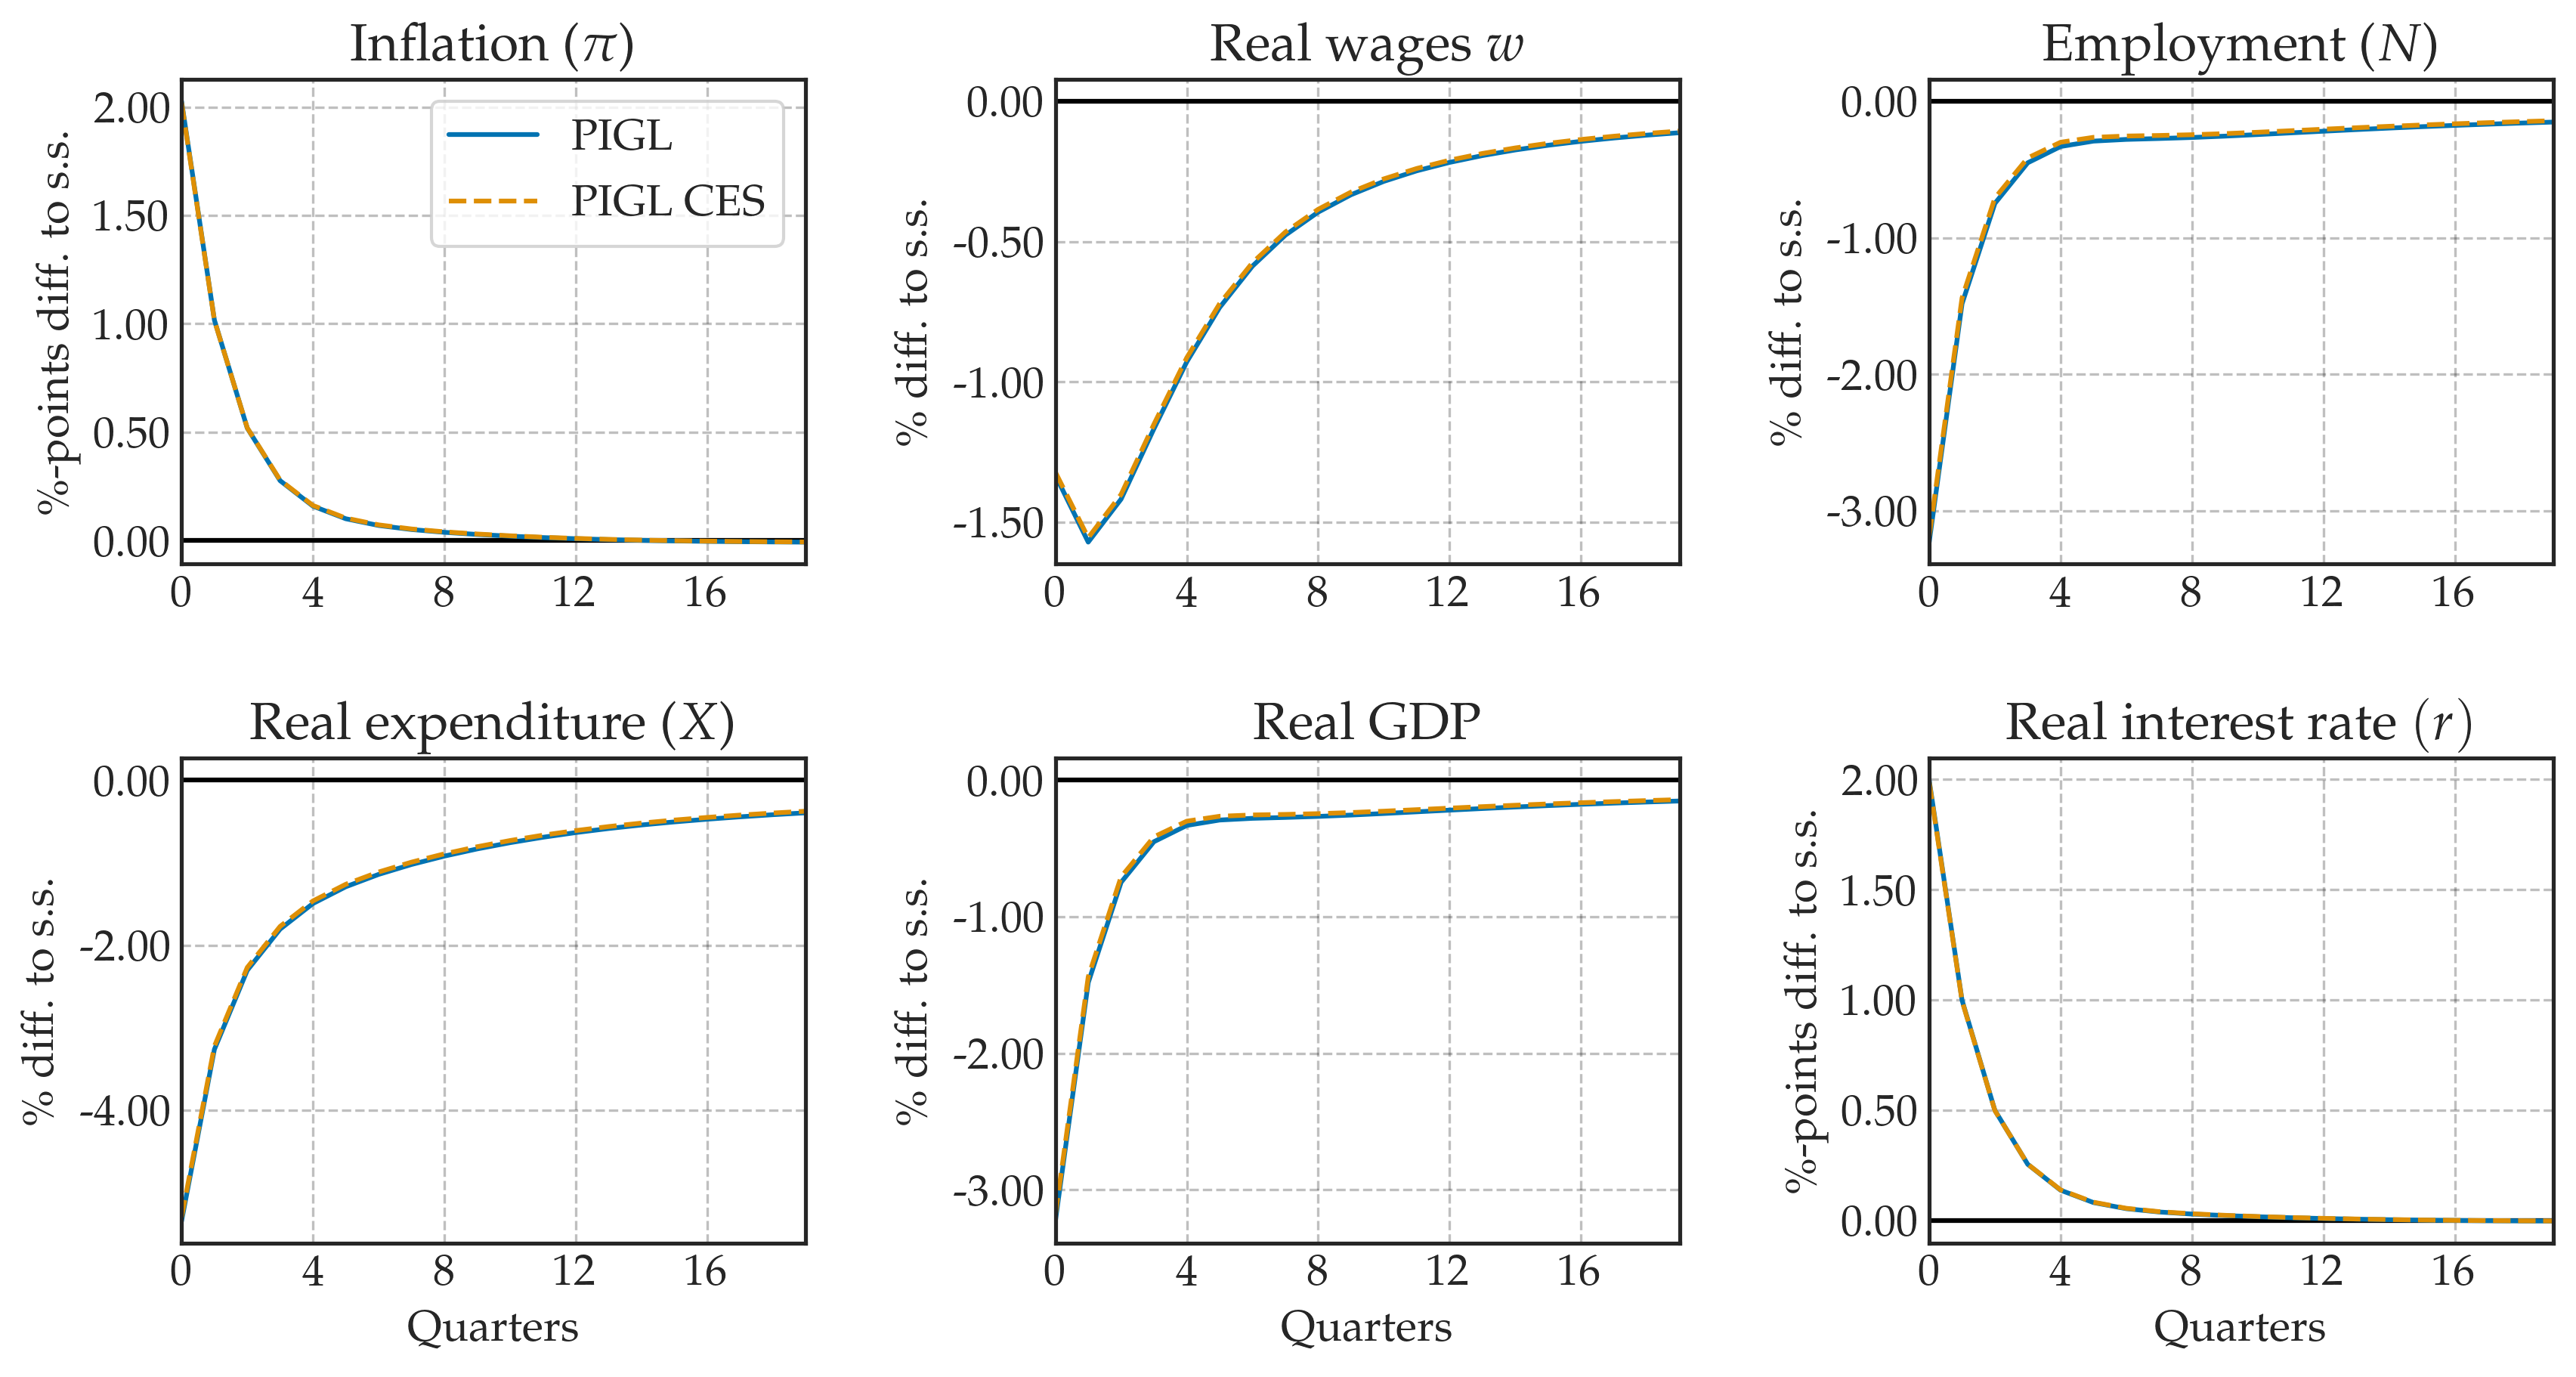 Inflation (π)
%-points diff. to s.s.
2.00
1.50
1.00
0.50
0.00
0 4 8 12 16
PIGL
PIGL CES
Real wages w
% diff. to s.s.
0.00
-0.50
-1.00
-1.50
0 4 8 12 16
Employment (N)
% diff. to s.s.
0.00
-1.00
-2.00
-3.00
0 4 8 12 16
Real expenditure (X)
% diff. to s.s.
0.00
-2.00
-4.00
0 4 8 12 16
Quarters
Real GDP
% diff. to s.s.
0.00
-1.00
-2.00
-3.00
0 4 8 12 16
Quarters
Real interest rate (r)
%-points diff. to s.s.
2.00
1.50
1.00
0.50
0.00
0 4 8 12 16
Quarters